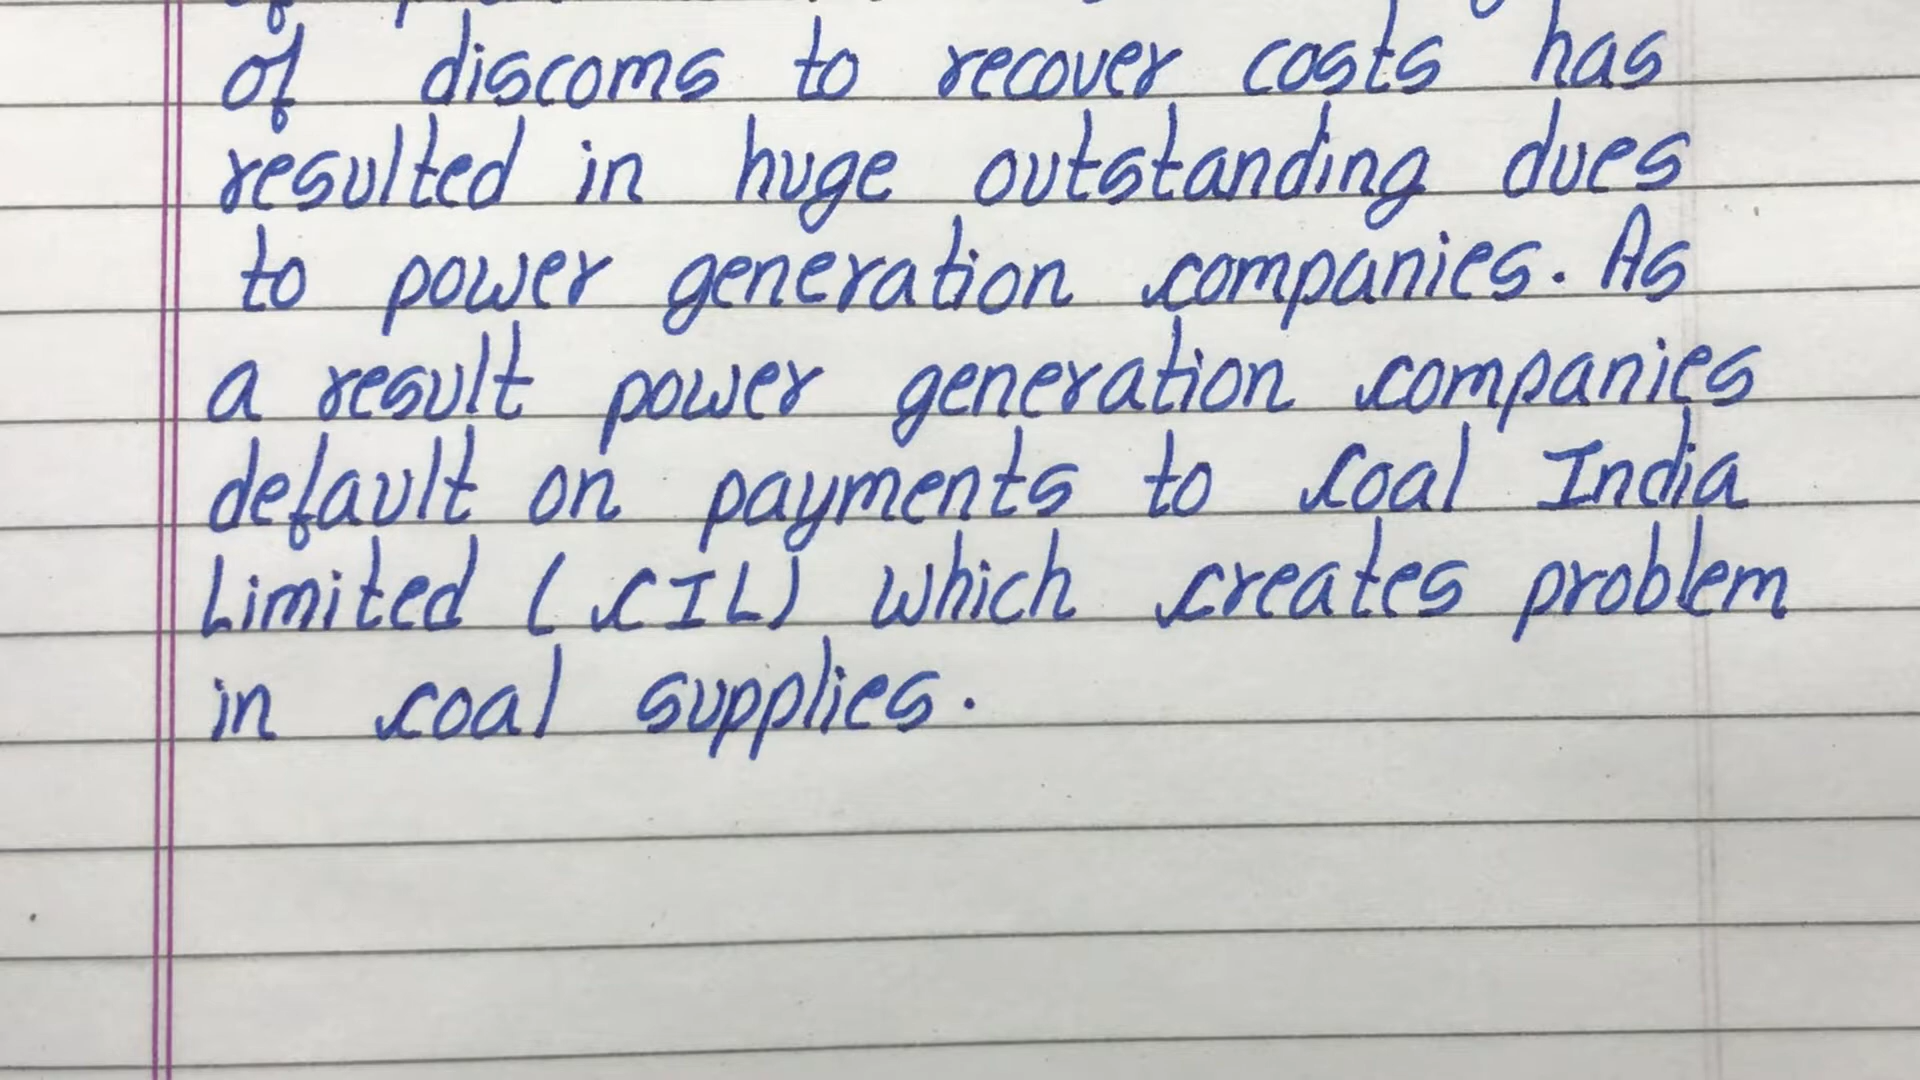 of discoms to recover costs has
resulted in huge outstanding dues
to power generation companies. As
a result power generation companies
default on payments to Coal India
Limited (CIL) which creates problem
in coal supplies.